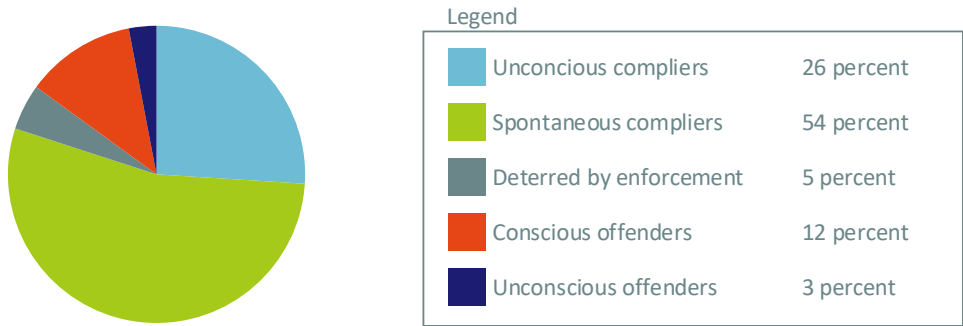 Legend
Unconcious compliers 26 percent
Spontaneous compliers 54 percent
Deterred by enforcement 5 percent
Conscious offenders 12 percent
Unconscious offenders 3 percent